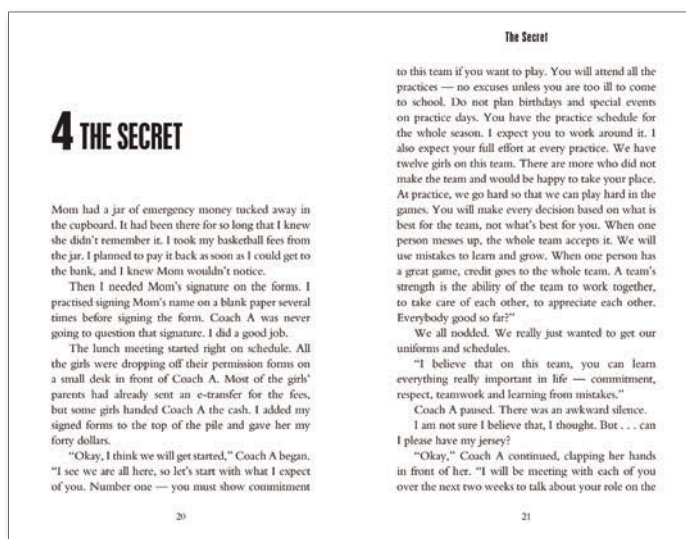 4 THE SECRET
Mom had a jar of emergency money tucked away in
the cupboard. It had been there for so long that I knew
she didn't remember it. I took my basketball fees from
the jar. I planned to pay it back as soon as I could get to
the bank, and I knew Mom wouldn't notice.
Then I needed Mom's signature on the forms. I
practised signing Mom's name on a blank paper several
times before signing the form. Coach A was never
going to question that signature. I did a good job.
The lunch meeting started right on schedule. All
the girls were dropping off their permission forms on
a small desk in front of Coach A. Most of the girls'
parents had already sent an e-transfer for the fees,
but some girls handed Coach A the cash. I added my
signed forms to the top of the pile and gave her my
forty dollars.
"Okay, I think we will get started," Coach A began.
"I see we are all here, so let's start with what I expect
of you. Number one — you must show commitment
20
The Secret
to this team if you want to play. You will attend all the
practices — no excuses unless you are too ill to come
to school. Do not plan birthdays and special events
on practice days. You have the practice schedule for
the whole season. I expect you to work around it. I
also expect your full effort at every practice. We have
twelve girls on this team. There are more who did not
make the team and would be happy to take your place.
At practice, we go hard so that we can play hard in the
games. You will make every decision based on what is
best for the team, not what's best for you. When one
person messes up, the whole team accepts it. We will
use mistakes to learn and grow. When one person has
a great game, credit goes to the whole team. A team's
strength is the ability of the team to work together,
to take care of each other, to appreciate each other.
Everybody good so far?"
We all nodded. We really just wanted to get our
uniforms and schedules.
"I believe that on this team, you can learn
everything really important in life — commitment,
respect, teamwork and learning from mistakes."
Coach A paused. There was an awkward silence.
I am not sure I believe that, I thought. But . . . can
I please have my jersey?
"Okay," Coach A continued, clapping her hands
in front of her. "I will be meeting with each of you
over the next two weeks to talk about your role on the
21